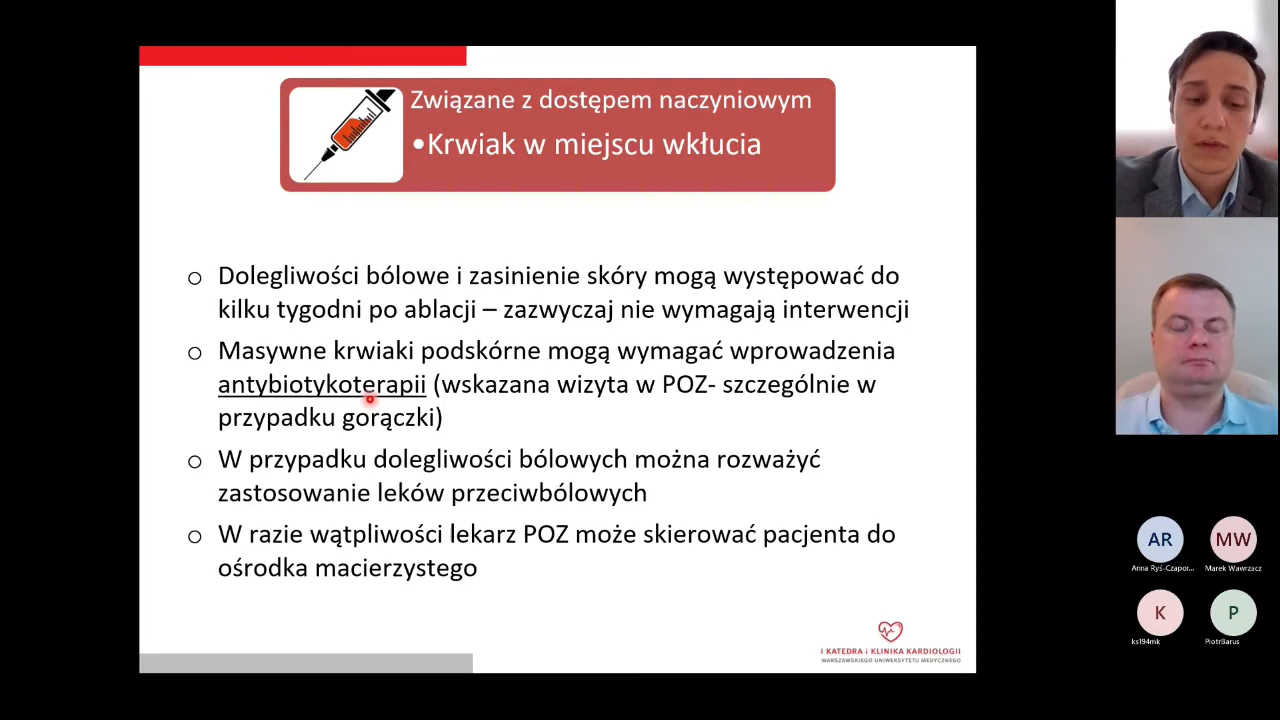 Związane z dostępem naczyniowym
•Krwiak w miejscu wkłucia
o Dolegliwości bólowe i zasinienie skóry mogą występować do
kilku tygodni po ablacji – zazwyczaj nie wymagają interwencji
o Masywne krwiaki podskórne mogą wymagać wprowadzenia
antybiotykoterapii (wskazana wizyta w POZ- szczególnie w
przypadku gorączki)
o W przypadku dolegliwości bólowych można rozważyć
zastosowanie leków przeciwbólowych
o W razie wątpliwości lekarz POZ może skierować pacjenta do
ośrodka macierzystego
I KATEDRA i KLINIKA KARDIOLOGII
WARSZAWSKIEGO UNIWERSYTETU MEDYCZNEGO
AR
Anna Ryś-Czapor...
MW
Marek Wawrzacz
K
ks194mk
P
PiotrBarus